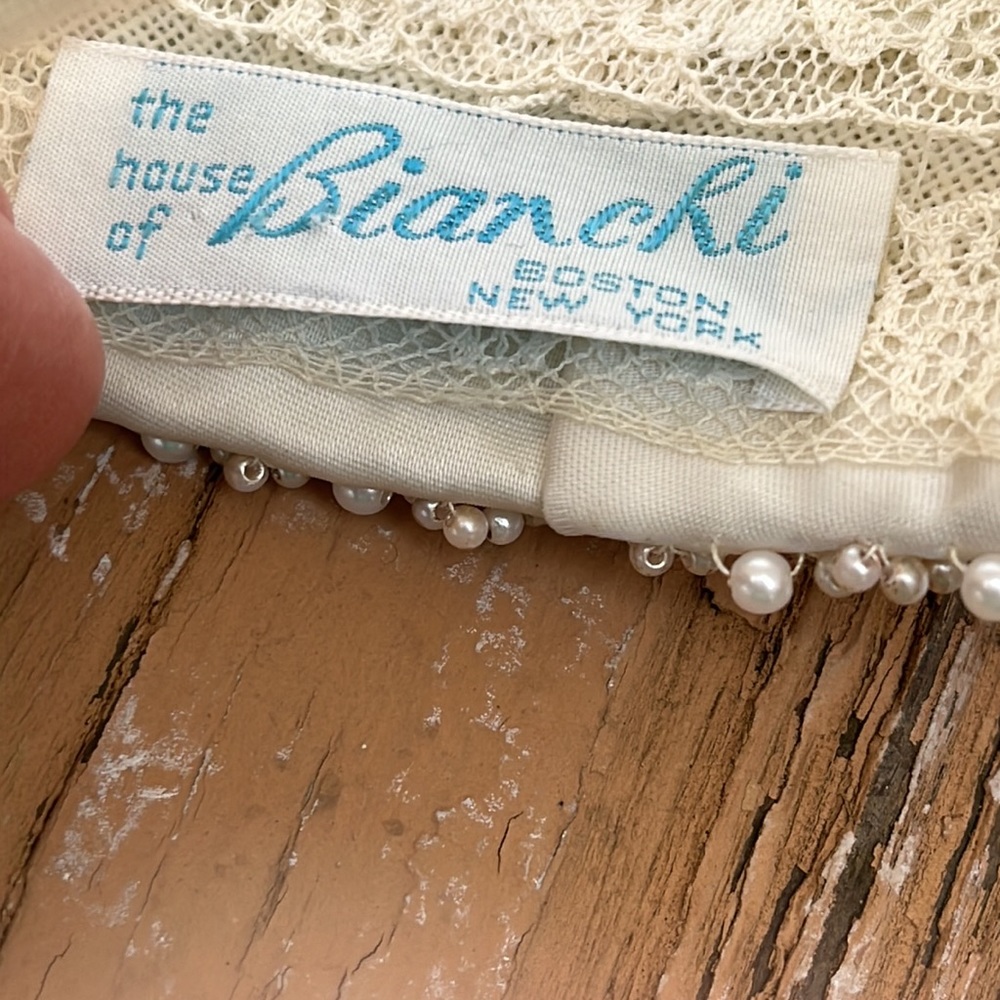 the
house
of
Bianchi
BOSTON
NEW YORK